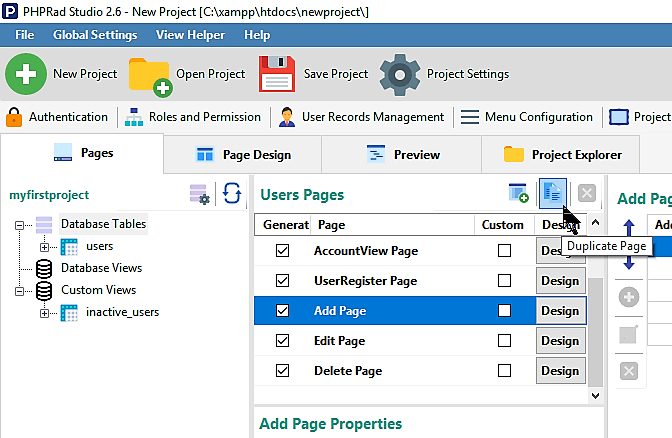 PHPRad Studio 2.6 - New Project [C:\xampp\htdocs\newproject\]
File Global Settings View Helper Help
New Project Open Project Save Project Project Settings
Authentication Roles and Permission User Records Management Menu Configuration Project
Pages Page Design Preview Project Explorer
myfirstproject
Database Tables
users
Database Views
Custom Views
inactive_users
Users Pages
Generat Page Custom
AccountView Page
UserRegister Page Design
Add Page Design
Edit Page Design
Delete Page Design
Duplicate Page
Add Page Properties
Add Pag